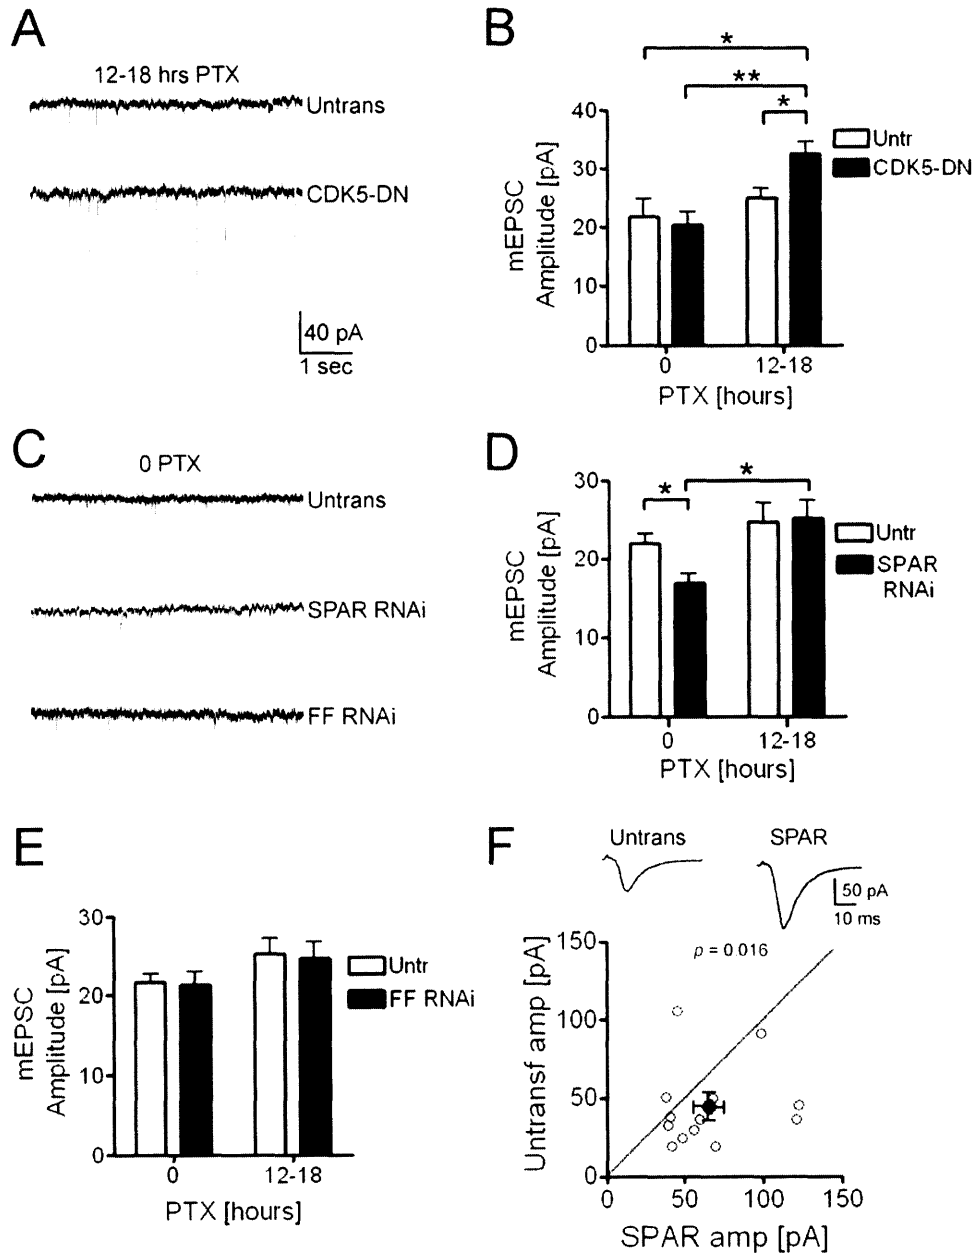 A
12-18 hrs PTX
Untrans
CDK5-DN
40 pA
1 sec
B
*
**
*
mEPSC
Amplitude [pA]
40
30
20
10
0
0
12-18
PTX [hours]
Untr
CDK5-DN
C
0 PTX
Untrans
SPAR RNAi
FF RNAi
D
*
*
mEPSC
Amplitude [pA]
30
20
10
0
0
12-18
PTX [hours]
Untr
SPAR
RNAi
E
mEPSC
Amplitude [pA]
30
20
10
0
0
12-18
PTX [hours]
Untr
FF RNAi
F
Untrans
SPAR
50 pA
10 ms
p = 0.016
Untransf amp [pA]
150
100
50
0
0
50
100
150
SPAR amp [pA]